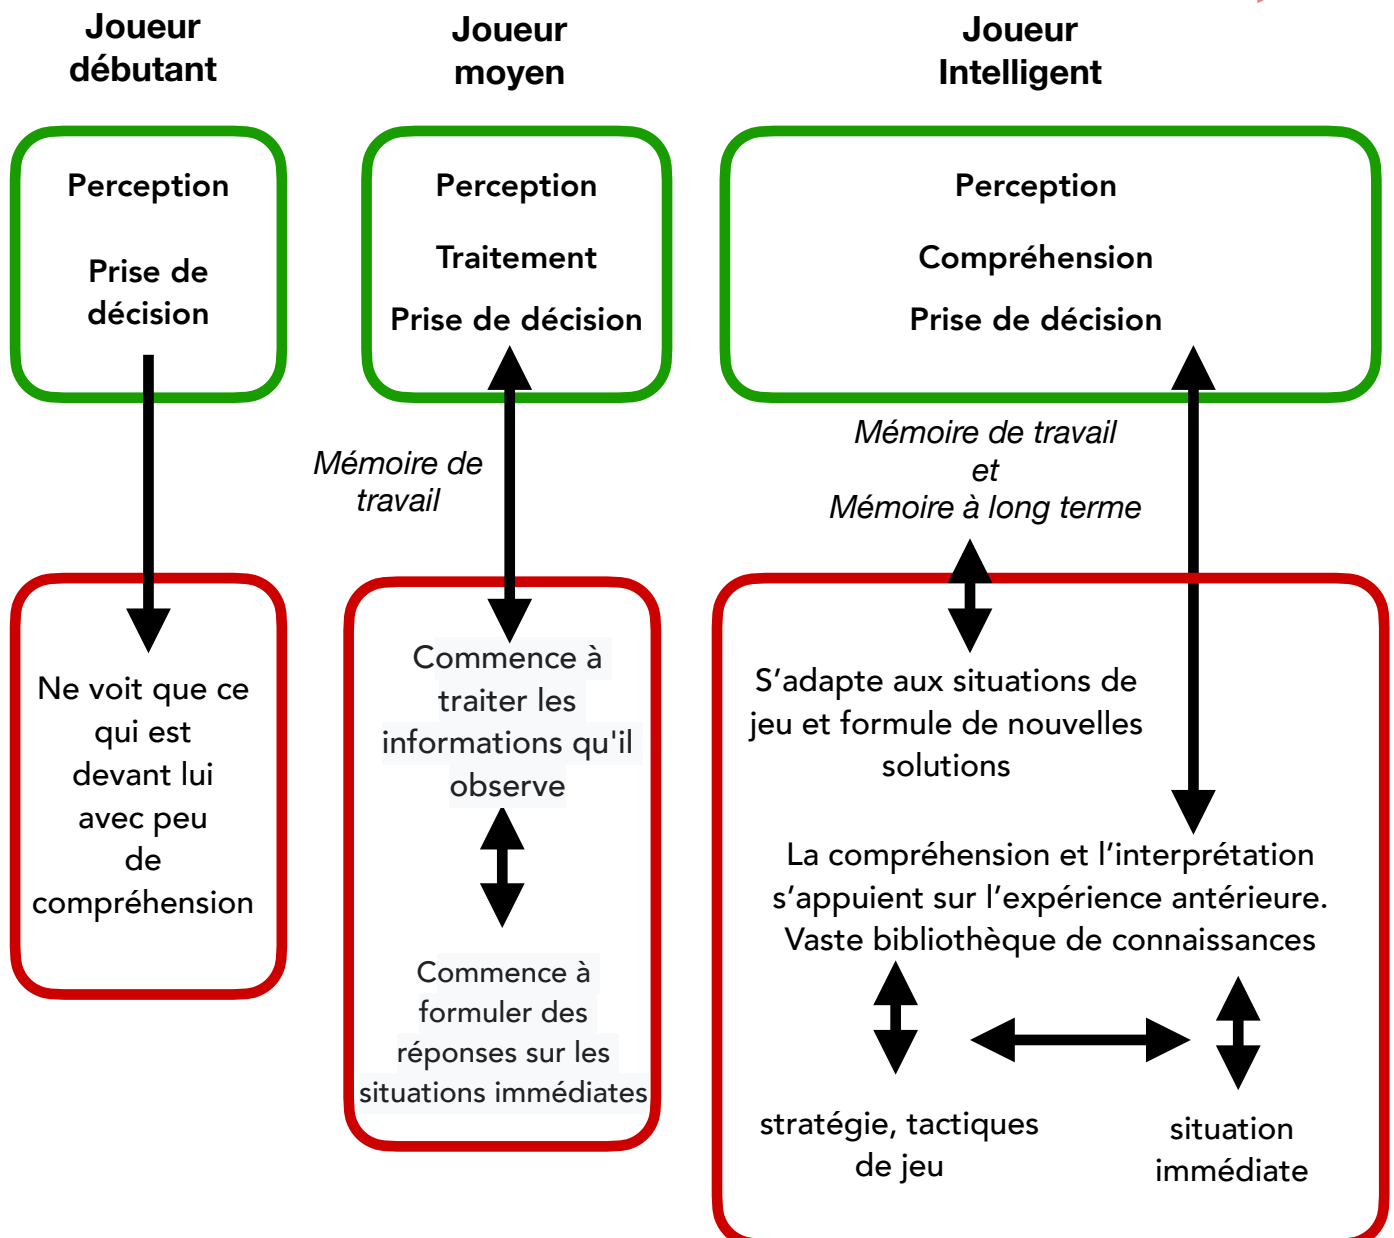 Joueur
débutant
Joueur
moyen
Joueur
Intelligent
Perception
Prise de
décision
Perception
Traitement
Prise de décision
Perception
Compréhension
Prise de décision
Mémoire de
travail
Mémoire de travail
et
Mémoire à long terme
Ne voit que ce
qui est
devant lui
avec peu
de
compréhension
Commence à
traiter les
informations qu'il
observe
Commence à
formuler des
réponses sur les
situations immédiates
S’adapte aux situations de
jeu et formule de nouvelles
solutions
La compréhension et l’interprétation
s’appuient sur l’expérience antérieure.
Vaste bibliothèque de connaissances
stratégie, tactiques
de jeu
situation
immédiate